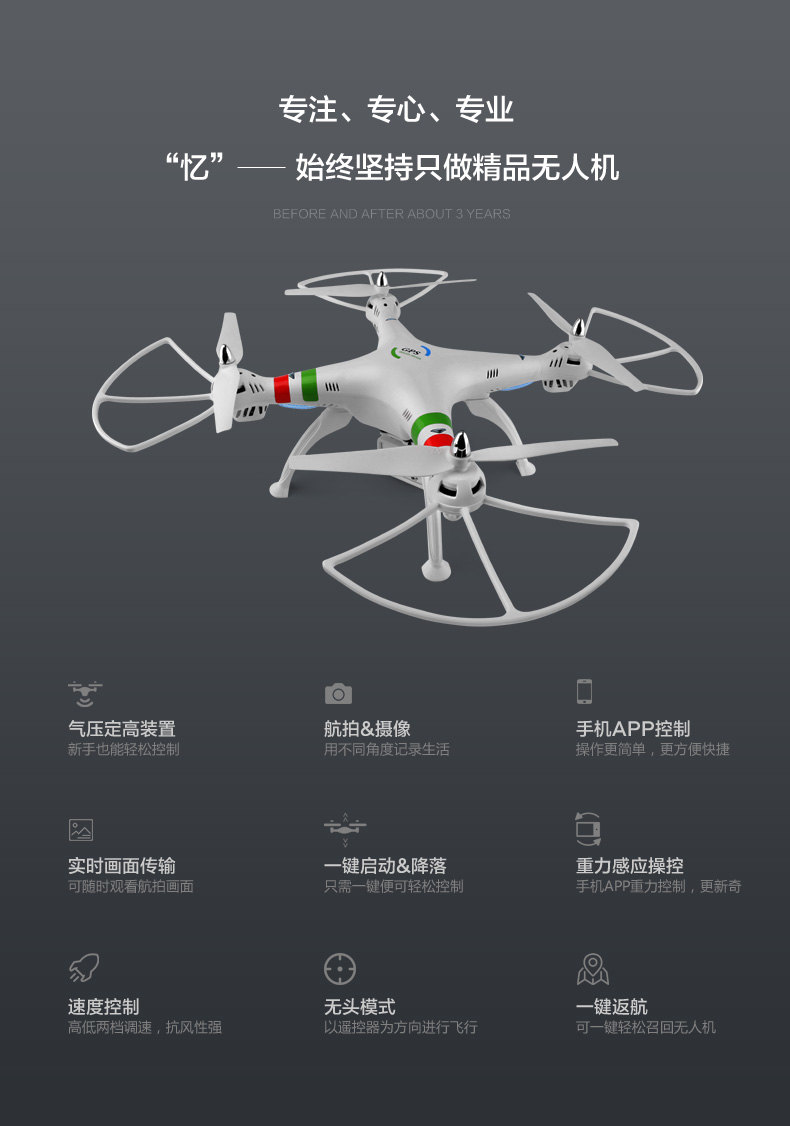 专注、专心、专业
“忆”—— 始终坚持只做精品无人机
BEFORE AND AFTER ABOUT 3 YEARS
GPS
气压定高装置
新手也能轻松控制
航拍&摄像
用不同角度记录生活
手机APP控制
操作更简单，更方便快捷
实时画面传输
可随时观看航拍画面
一键启动&降落
只需一键便可轻松控制
重力感应操控
手机APP重力控制，更新奇
速度控制
高低两档调速，抗风性强
无头模式
以遥控器为方向进行飞行
一键返航
可一键轻松召回无人机